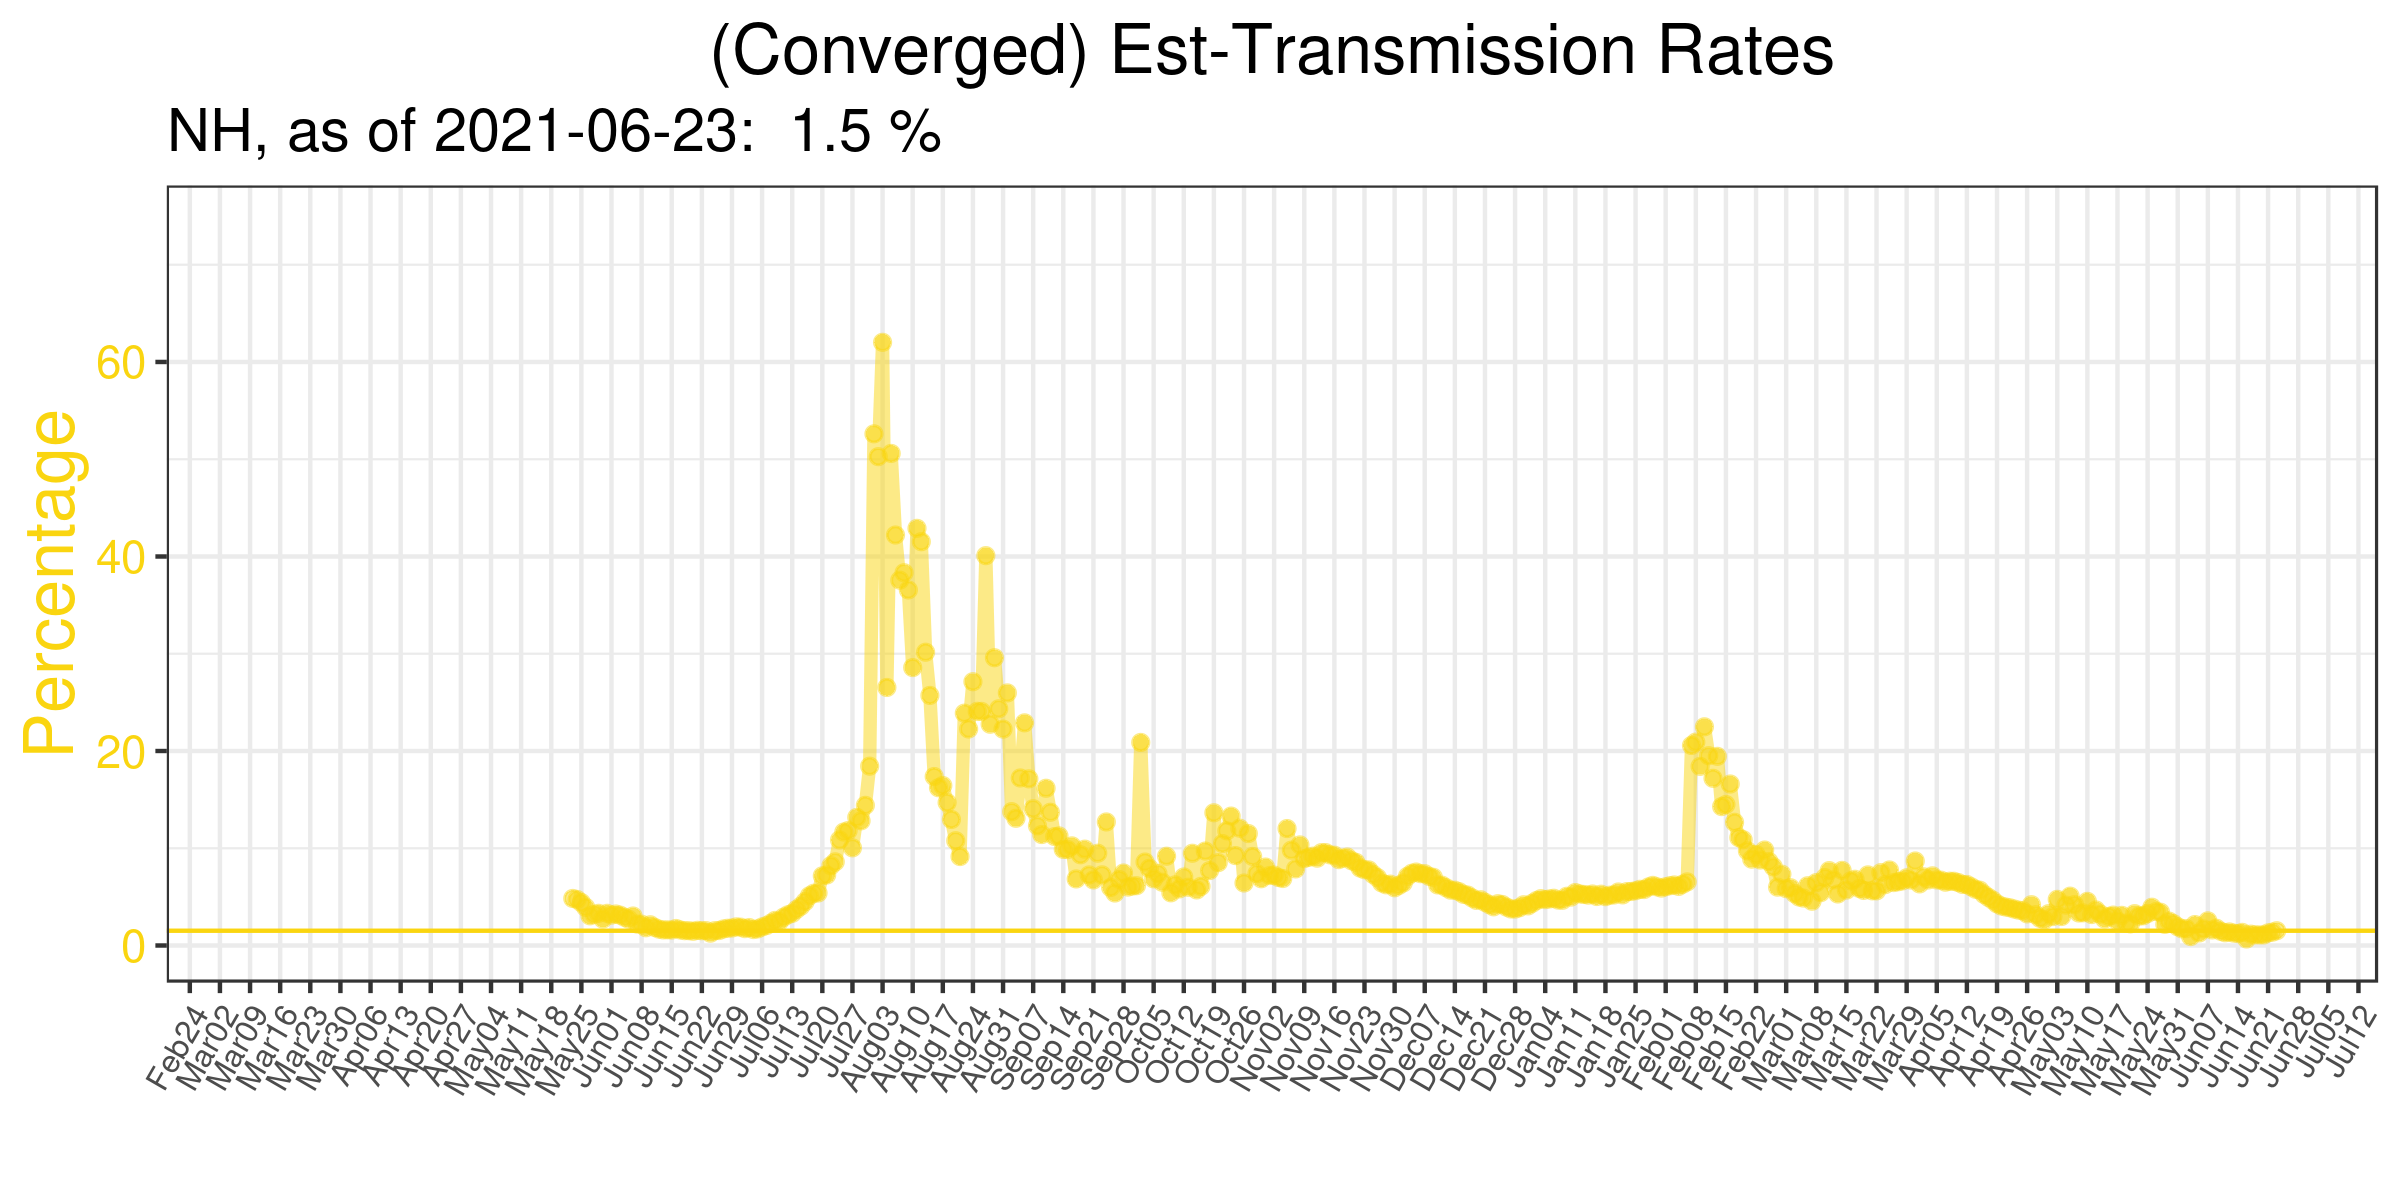 (Converged) Est-Transmission Rates
NH, as of 2021-06-23:  1.5 %
Percentage
60
40
20
0
Feb24
Mar02
Mar09
Mar16
Mar23
Mar30
Apr06
Apr13
Apr20
Apr27
May04
May11
May18
May25
Jun01
Jun08
Jun15
Jun22
Jun29
Jul06
Jul13
Jul20
Jul27
Aug03
Aug10
Aug17
Aug24
Aug31
Sep07
Sep14
Sep21
Sep28
Oct05
Oct12
Oct19
Oct26
Nov02
Nov09
Nov16
Nov23
Nov30
Dec07
Dec14
Dec21
Dec28
Jan04
Jan11
Jan18
Jan25
Feb01
Feb08
Feb15
Feb22
Mar01
Mar08
Mar15
Mar22
Mar29
Apr05
Apr12
Apr19
Apr26
May03
May10
May17
May24
May31
Jun07
Jun14
Jun21
Jun28
Jul05
Jul12